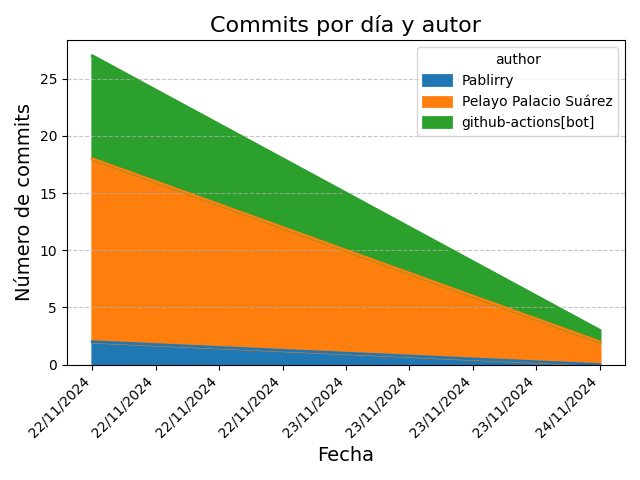 Commits por día y autor
Número de commits
25
20
15
10
5
0
author
Pablirry
Pelayo Palacio Suárez
github-actions[bot]
22/11/2024
22/11/2024
22/11/2024
22/11/2024
23/11/2024
23/11/2024
23/11/2024
23/11/2024
24/11/2024
Fecha